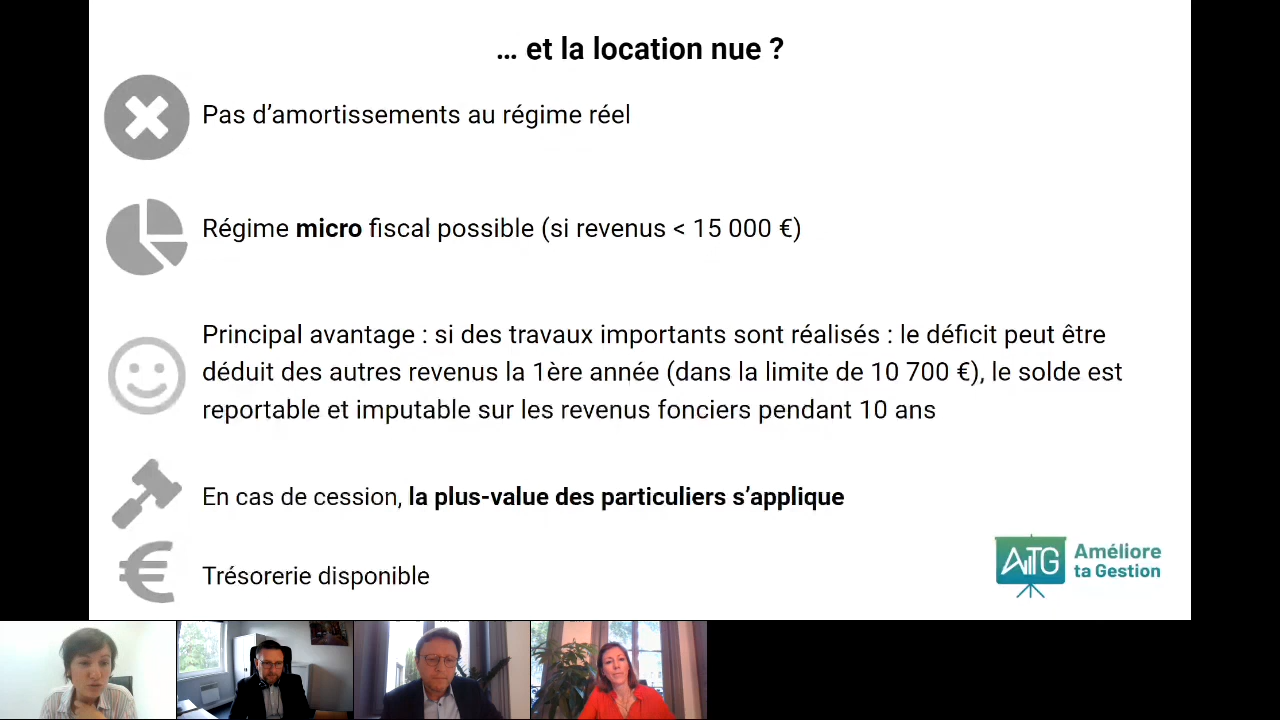 … et la location nue ?
Pas d’amortissements au régime réel
Régime micro fiscal possible (si revenus < 15 000 €)
Principal avantage : si des travaux importants sont réalisés : le déficit peut être
déduit des autres revenus la 1ère année (dans la limite de 10 700 €), le solde est
reportable et imputable sur les revenus fonciers pendant 10 ans
En cas de cession, la plus-value des particuliers s’applique
€
Trésorerie disponible
ATG
Améliore
ta Gestion